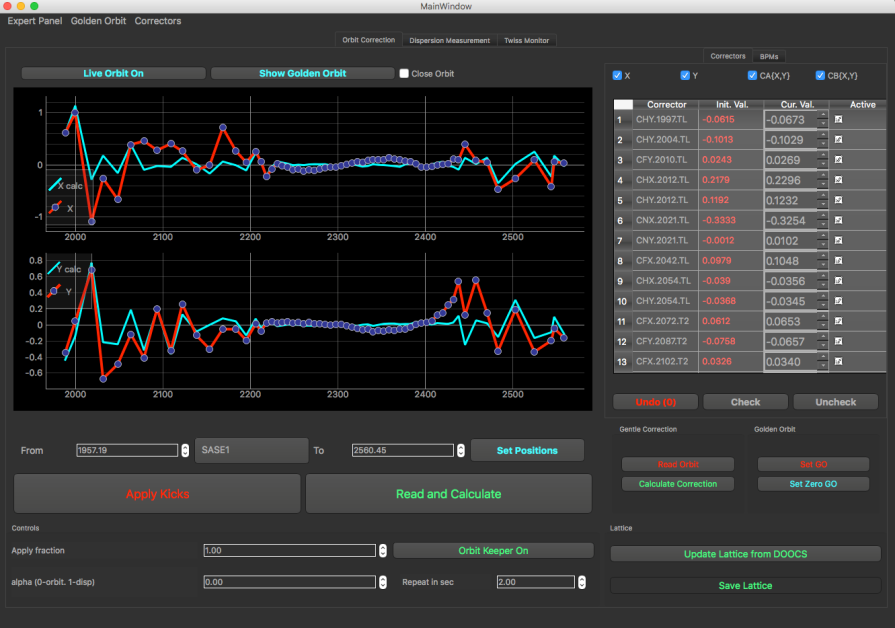 MainWindow
Expert Panel Golden Orbit Correctors
Orbit Correction Dispersion Measurement Twiss Monitor
Correctors BPMs
Live Orbit On Show Golden Orbit Close Orbit
X Y CA{X,Y} CB{X,Y}
Corrector Init. Val. Cur. Val. Active
1 CHY.1997.TL -0.0615 -0.0673
2 CHY.2004.TL -0.1013 -0.1029
3 CFY.2010.TL 0.0243 0.0269
4 CHX.2012.TL 0.2179 0.2296
5 CHY.2012.TL 0.1192 0.1232
6 CNX.2021.TL -0.3333 -0.3254
7 CNY.2021.TL -0.0012 0.0102
8 CFX.2042.TL 0.0979 0.1048
9 CHX.2054.TL -0.039 -0.0356
10 CHY.2054.TL -0.0368 -0.0345
11 CFX.2072.T2 0.0612 0.0653
12 CFY.2087.T2 -0.0758 -0.0657
13 CFX.2102.T2 0.0326 0.0340
1
0
-1
X calc
X
2000 2100 2200 2300 2400 2500
0.8
0.6
0.4
0.2
0
-0.2
-0.4
-0.6
Y calc
Y
2000 2100 2200 2300 2400 2500
Undo (0) Check Uncheck
From 1957.19 SASE1 To 2560.45 Set Positions
Apply Kicks Read and Calculate
Gentle Correction Golden Orbit
Read Orbit Set GO
Calculate Correction Set Zero GO
Controls
Apply fraction 1.00 Orbit Keeper On
alpha (0-orbit. 1-disp) 0.00 Repeat in sec 2.00
Lattice
Update Lattice from DOOCS
Save Lattice